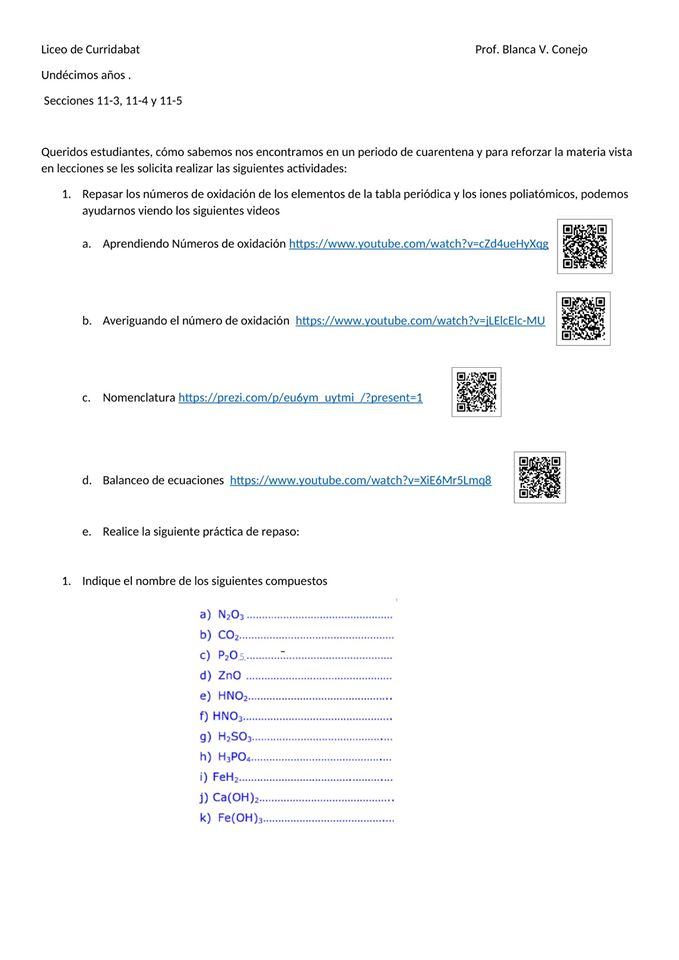 Liceo de Curridabat Prof. Blanca V. Conejo
Undécimos años .
Secciones 11-3, 11-4 y 11-5
Queridos estudiantes, cómo sabemos nos encontramos en un periodo de cuarentena y para reforzar la materia vista
en lecciones se les solicita realizar las siguientes actividades:
1. Repasar los números de oxidación de los elementos de la tabla periódica y los iones poliatómicos, podemos
ayudarnos viendo los siguientes videos
a. Aprendiendo Números de oxidación https://www.youtube.com/watch?v=cZd4ueHyXqg
b. Averiguando el número de oxidación https://www.youtube.com/watch?v=jLElcElc-MU
c. Nomenclatura https://prezi.com/p/eu6ym_uytmi_/?present=1
d. Balanceo de ecuaciones https://www.youtube.com/watch?v=XiE6Mr5Lmq8
e. Realice la siguiente práctica de repaso:
1. Indique el nombre de los siguientes compuestos
a) N₂O₃ ................................................
b) CO₂...................................................
c) P₂O₅.................................................
d) ZnO ................................................
e) HNO₂................................................
f) HNO₃.................................................
g) H₂SO₃...............................................
h) H₃PO₄...............................................
i) FeH₂...................................................
j) Ca(OH)₂.............................................
k) Fe(OH)₃............................................